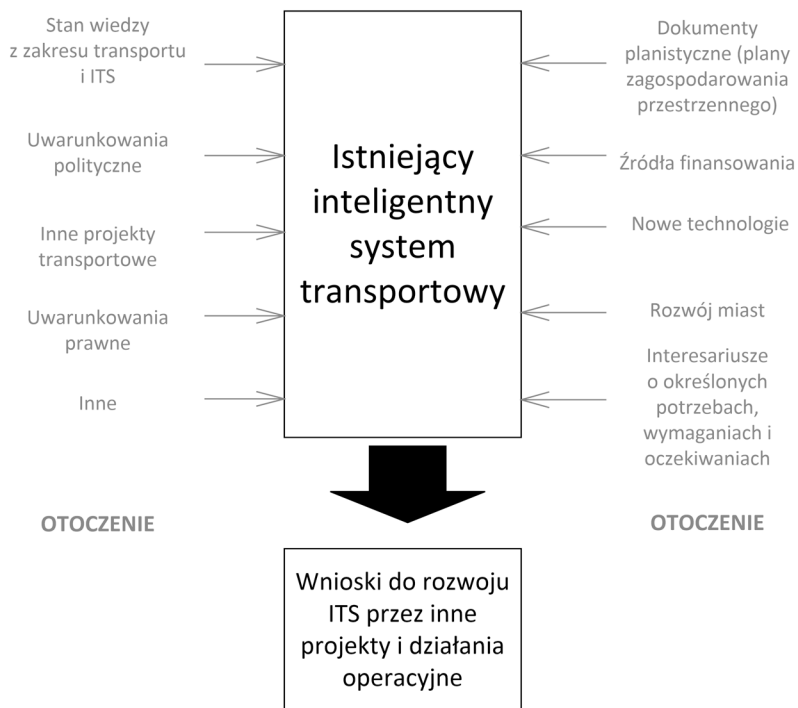 Stan wiedzy
z zakresu transportu
i ITS
Uwarunkowania
polityczne
Inne projekty
transportowe
Uwarunkowania
prawne
Inne
OTOCZENIE
Istniejący
inteligentny
system
transportowy
Dokumenty
planistyczne (plany
zagospodarowania
przestrzennego)
Źródła finansowania
Nowe technologie
Rozwój miast
Interesariusze
o określonych
potrzebach,
wymaganiach i
oczekiwaniach
OTOCZENIE
Wnioski do rozwoju
ITS przez inne
projekty i działania
operacyjne